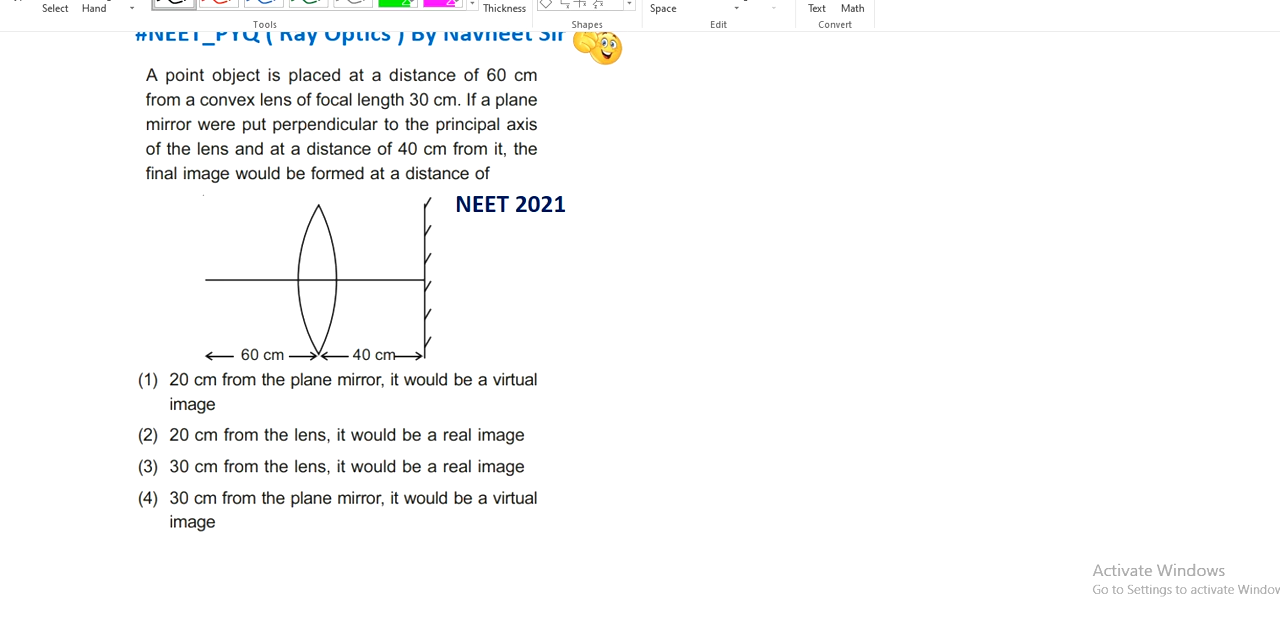 Select Hand Thickness Space Text Math
Tools Shapes Edit Convert
#NEET_PYQ ( Ray Optics ) By Navneet Sir
A point object is placed at a distance of 60 cm
from a convex lens of focal length 30 cm. If a plane
mirror were put perpendicular to the principal axis
of the lens and at a distance of 40 cm from it, the
final image would be formed at a distance of
NEET 2021
60 cm 40 cm
(1) 20 cm from the plane mirror, it would be a virtual
image
(2) 20 cm from the lens, it would be a real image
(3) 30 cm from the lens, it would be a real image
(4) 30 cm from the plane mirror, it would be a virtual
image
Activate Windows
Go to Settings to activate Window